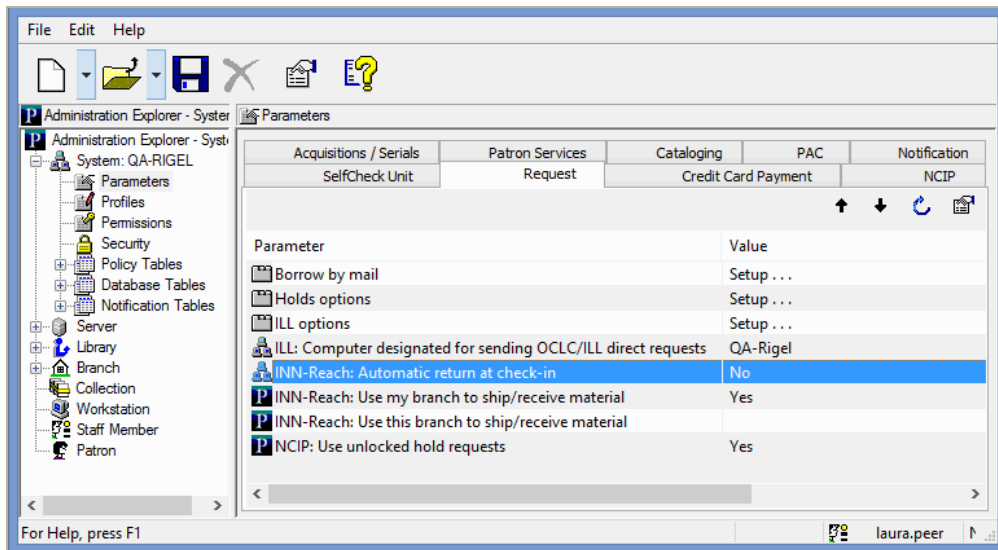 File Edit Help
Administration Explorer - Syster
Parameters
Administration Explorer - Syst
System: QA-RIGEL
Parameters
Profiles
Permissions
Security
Policy Tables
Database Tables
Notification Tables
Server
Library
Branch
Collection
Workstation
Staff Member
Patron
Acquisitions / Serials Patron Services Cataloging PAC Notification
SelfCheck Unit Request Credit Card Payment NCIP
Parameter Value
Borrow by mail Setup . . .
Holds options Setup . . .
ILL options Setup . . .
ILL: Computer designated for sending OCLC/ILL direct requests QA-Rigel
INN-Reach: Automatic return at check-in No
INN-Reach: Use my branch to ship/receive material Yes
INN-Reach: Use this branch to ship/receive material
NCIP: Use unlocked hold requests Yes
For Help, press F1 laura.peer